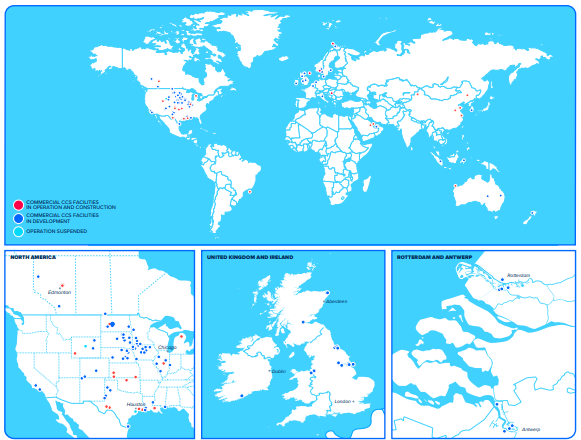 COMMERCIAL CCS FACILITIES
IN OPERATION AND CONSTRUCTION
COMMERCIAL CCS FACILITIES
IN DEVELOPMENT
OPERATION SUSPENDED
NORTH AMERICA
Edmonton
Chicago
Houston
UNITED KINGDOM AND IRELAND
Aberdeen
Dublin
London
ROTTERDAM AND ANTWERP
Rotterdam
Antwerp